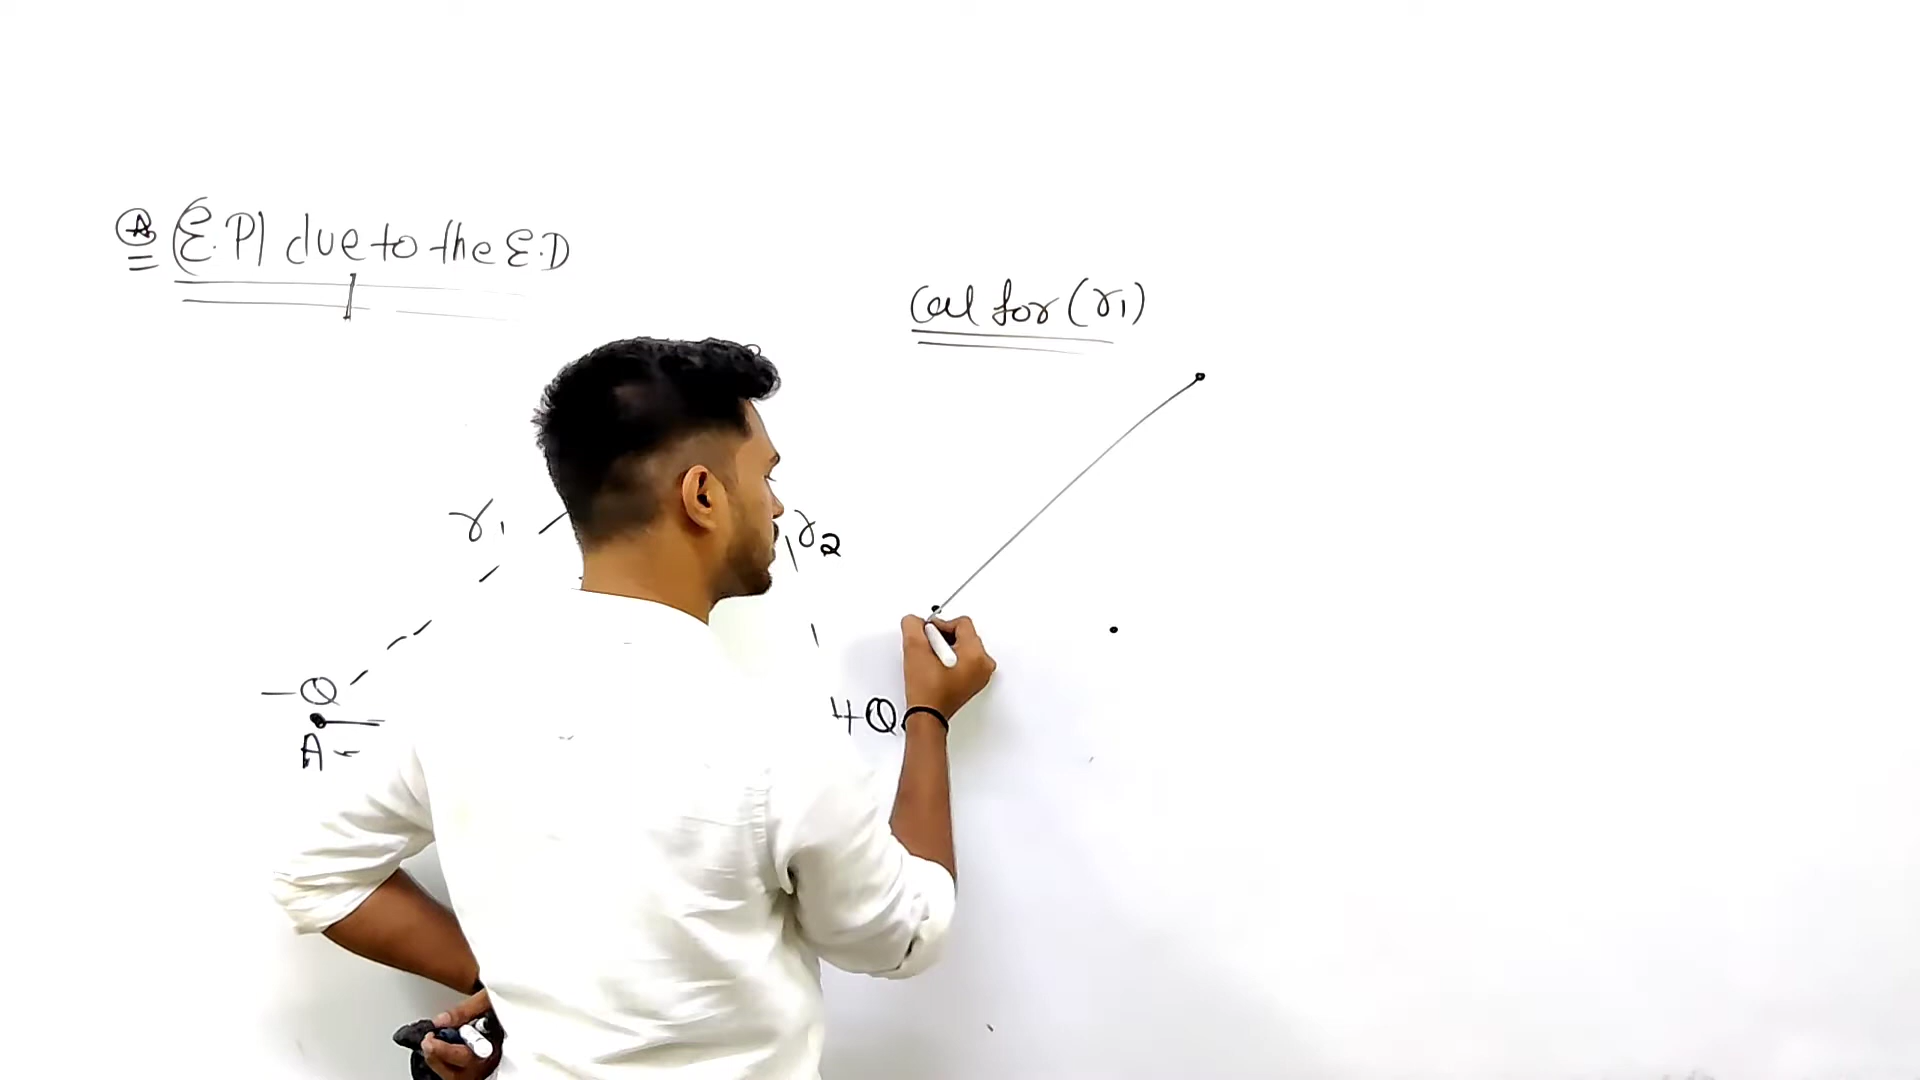 (A) (E.P) due to the E.D
Cal for (r1)
r1
r2
-Q
+Q
A